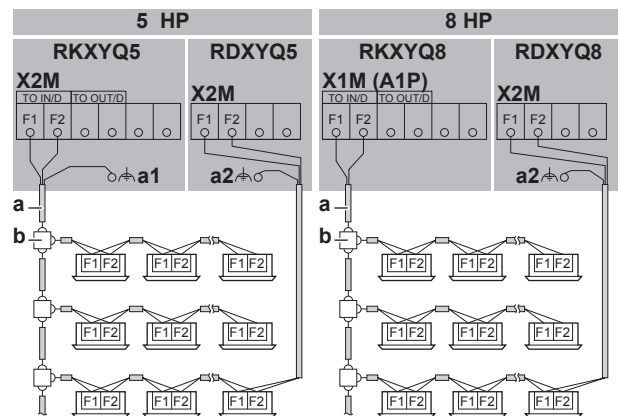 5 HP
8 HP
RKXYQ5 RDXYQ5 RKXYQ8 RDXYQ8
X2M X1M (A1P)
TO IN/D TO OUT/D X2M TO IN/D TO OUT/D X2M
F1 F2 F1 F2 F1 F2 F1 F2
a1 a2 a2
a a
b b
F1 F2 F1 F2 F1 F2 F1 F2 F1 F2 F1 F2
F1 F2 F1 F2 F1 F2 F1 F2 F1 F2 F1 F2
F1 F2 F1 F2 F1 F2 F1 F2 F1 F2 F1 F2